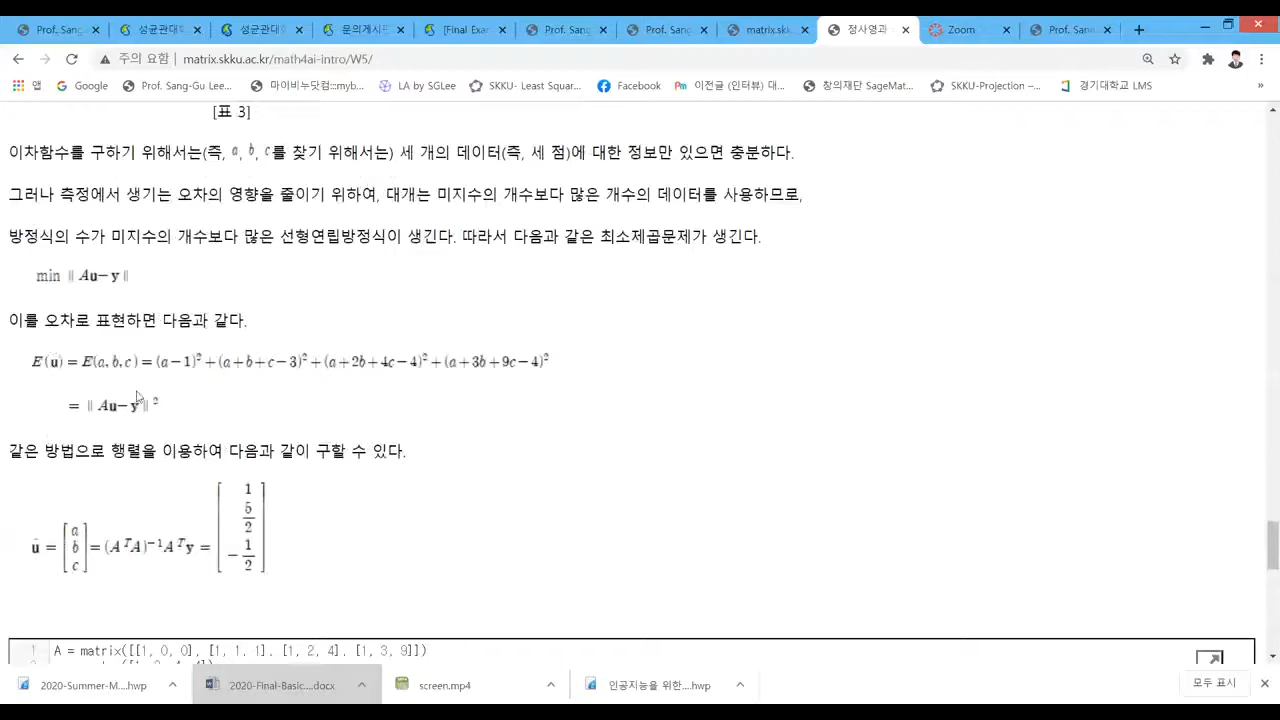 Prof. Sang
성균관대
성균관대
문의게시판
[Final Exar
Prof. Sang
Prof. Sang
matrix.skk
정사영과
Zoom
Prof. San
주의 요함 | matrix.skku.ac.kr/math4ai-intro/W5/
앱 Google Prof. Sang-Gu Lee... 마이비누닷컴:::myb... LA by SGLee SKKU- Least Squar... Facebook 이전글 (인터뷰) 대... 창의재단 SageMat... SKKU-Projection –... 경기대학교 LMS »
[표 3]
이차함수를 구하기 위해서는(즉, a, b, c를 찾기 위해서는) 세 개의 데이터(즉, 세 점)에 대한 정보만 있으면 충분하다.
그러나 측정에서 생기는 오차의 영향을 줄이기 위하여, 대개는 미지수의 개수보다 많은 개수의 데이터를 사용하므로,
방정식의 수가 미지수의 개수보다 많은 선형연립방정식이 생긴다. 따라서 다음과 같은 최소제곱문제가 생긴다.
min ‖Au−y‖
이를 오차로 표현하면 다음과 같다.
E(u) = E(a, b, c) = (a−1)² + (a+b+c−3)² + (a+2b+4c−4)² + (a+3b+9c−4)²
= ‖Au−y‖²
같은 방법으로 행렬을 이용하여 다음과 같이 구할 수 있다.
û = [a b c] = (AᵀA)⁻¹Aᵀy = [1 5/2 −1/2]
1 A = matrix([[1, 0, 0], [1, 1, 1], [1, 2, 4], [1, 3, 9]])
2020-Summer-M....hwp
2020-Final-Basic....docx
screen.mp4
인공지능을 위한....hwp
모두 표시